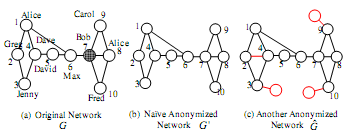 Alice
Carol
9
9
9
1
1
1
Greg
Dave
Bob
Alice
2
4
5
6
7
8
David
Max
2
4
5
6
7
8
2
4
5
6
7
8
3
Jenny
Fred
10
3
10
3
10
(a) Original Network
G
(b) Naïve Anonymized
Network G'
(c) Another Anonymized
Network G̃